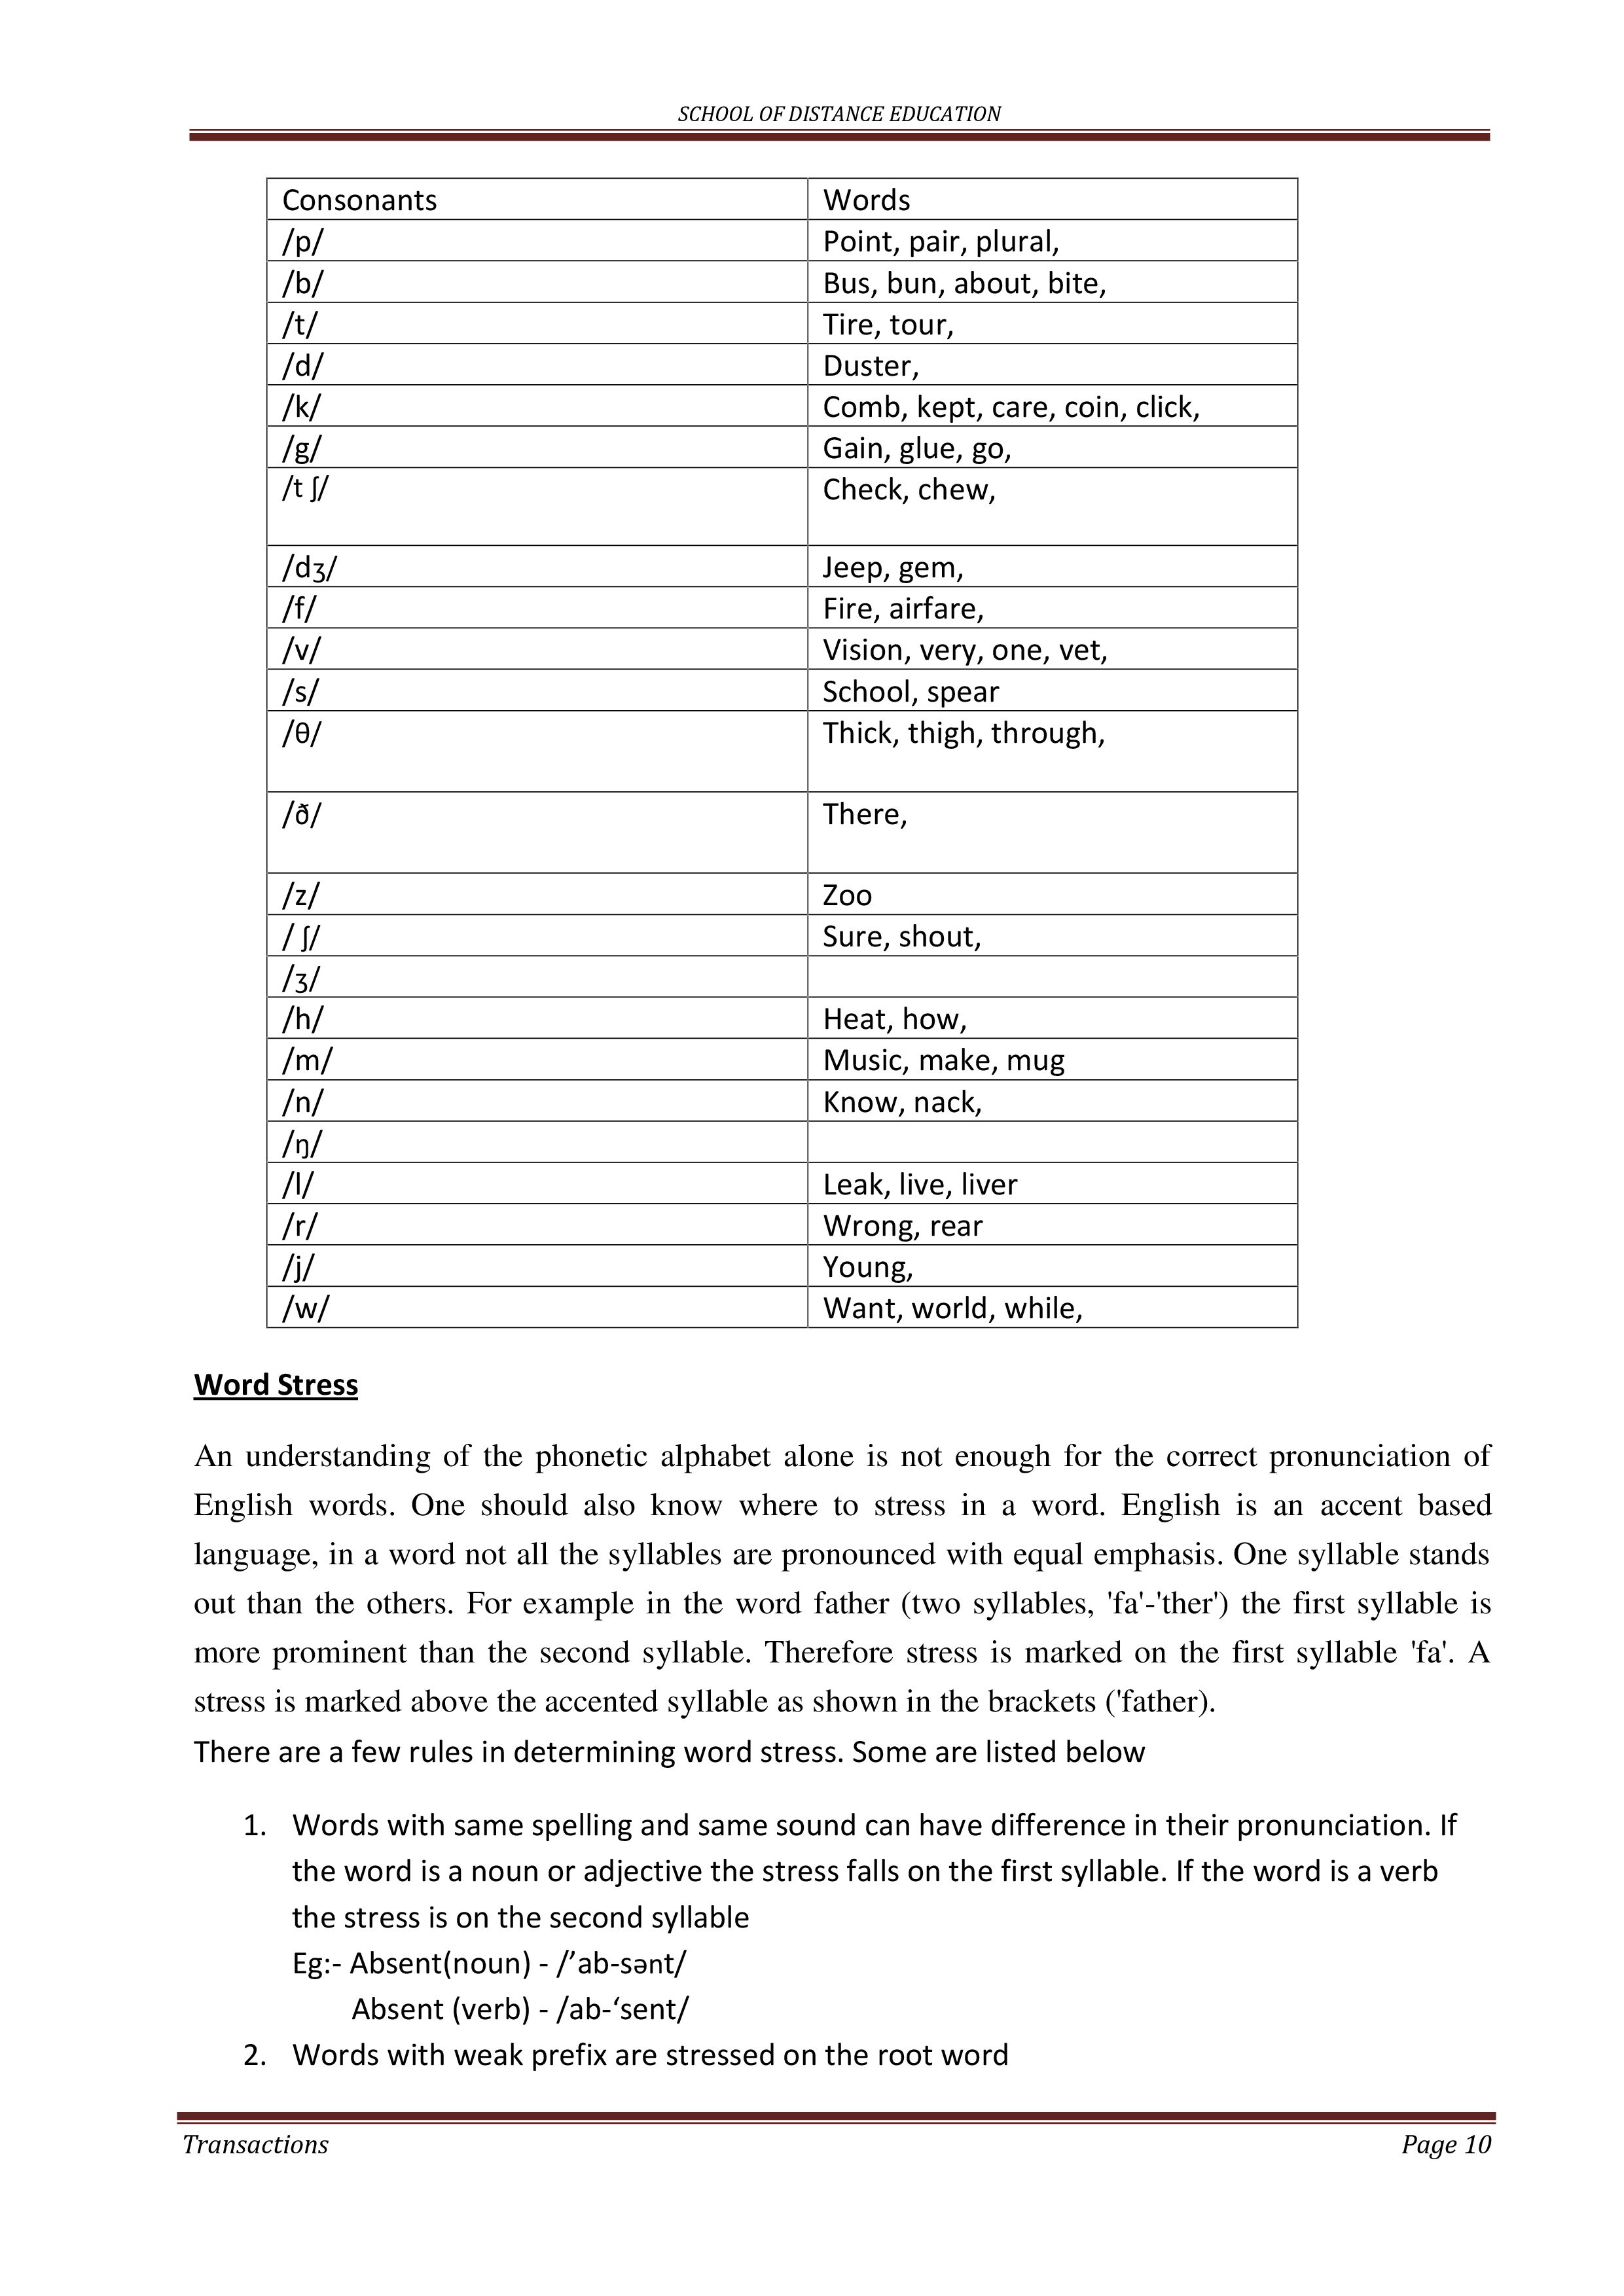 SCHOOL OF DISTANCE EDUCATION
Consonants Words
/p/ Point, pair, plural,
/b/ Bus, bun, about, bite,
/t/ Tire, tour,
/d/ Duster,
/k/ Comb, kept, care, coin, click,
/g/ Gain, glue, go,
/t ʃ/ Check, chew,
/dʒ/ Jeep, gem,
/f/ Fire, airfare,
/v/ Vision, very, one, vet,
/s/ School, spear
/θ/ Thick, thigh, through,
/ð/ There,
/z/ Zoo
/ ʃ/ Sure, shout,
/ʒ/
/h/ Heat, how,
/m/ Music, make, mug
/n/ Know, nack,
/ŋ/
/l/ Leak, live, liver
/r/ Wrong, rear
/j/ Young,
/w/ Want, world, while,
Word Stress
An understanding of the phonetic alphabet alone is not enough for the correct pronunciation of
English words. One should also know where to stress in a word. English is an accent based
language, in a word not all the syllables are pronounced with equal emphasis. One syllable stands
out than the others. For example in the word father (two syllables, 'fa'-'ther') the first syllable is
more prominent than the second syllable. Therefore stress is marked on the first syllable 'fa'. A
stress is marked above the accented syllable as shown in the brackets ('father).
There are a few rules in determining word stress. Some are listed below
1. Words with same spelling and same sound can have difference in their pronunciation. If
the word is a noun or adjective the stress falls on the first syllable. If the word is a verb
the stress is on the second syllable
Eg:- Absent(noun) - /’ab-sənt/
Absent (verb) - /ab-‘sent/
2. Words with weak prefix are stressed on the root word
Transactions Page 10